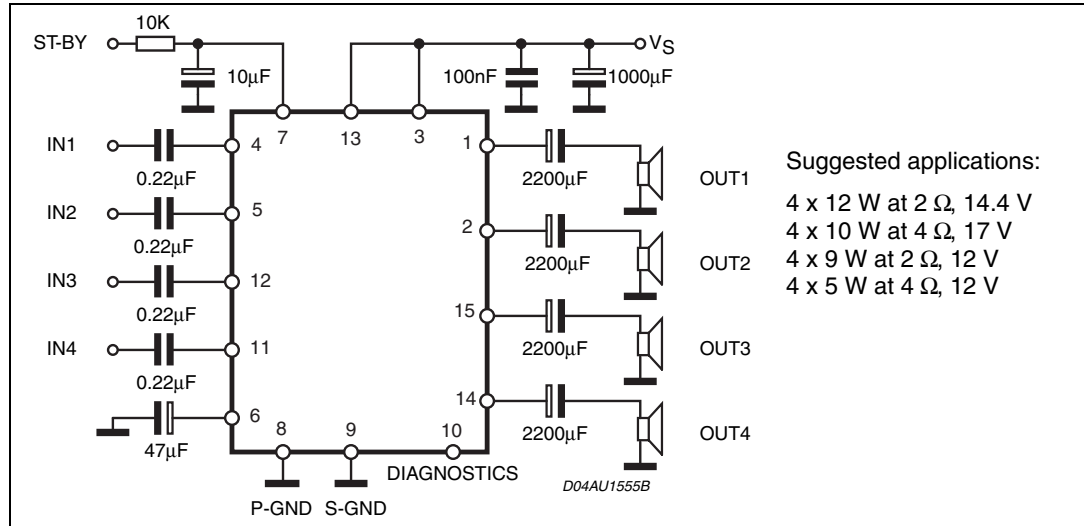 10K
ST-BY
VS
10µF
100nF
1000µF
7
13
3
IN1
4
1
0.22µF
2200µF
OUT1
IN2
5
2
0.22µF
2200µF
OUT2
IN3
12
15
0.22µF
2200µF
OUT3
IN4
11
14
0.22µF
2200µF
OUT4
6
47µF
8
9
10
DIAGNOSTICS
P-GND
S-GND
D04AU1555B
Suggested applications:
4 x 12 W at 2 Ω, 14.4 V
4 x 10 W at 4 Ω, 17 V
4 x 9 W at 2 Ω, 12 V
4 x 5 W at 4 Ω, 12 V